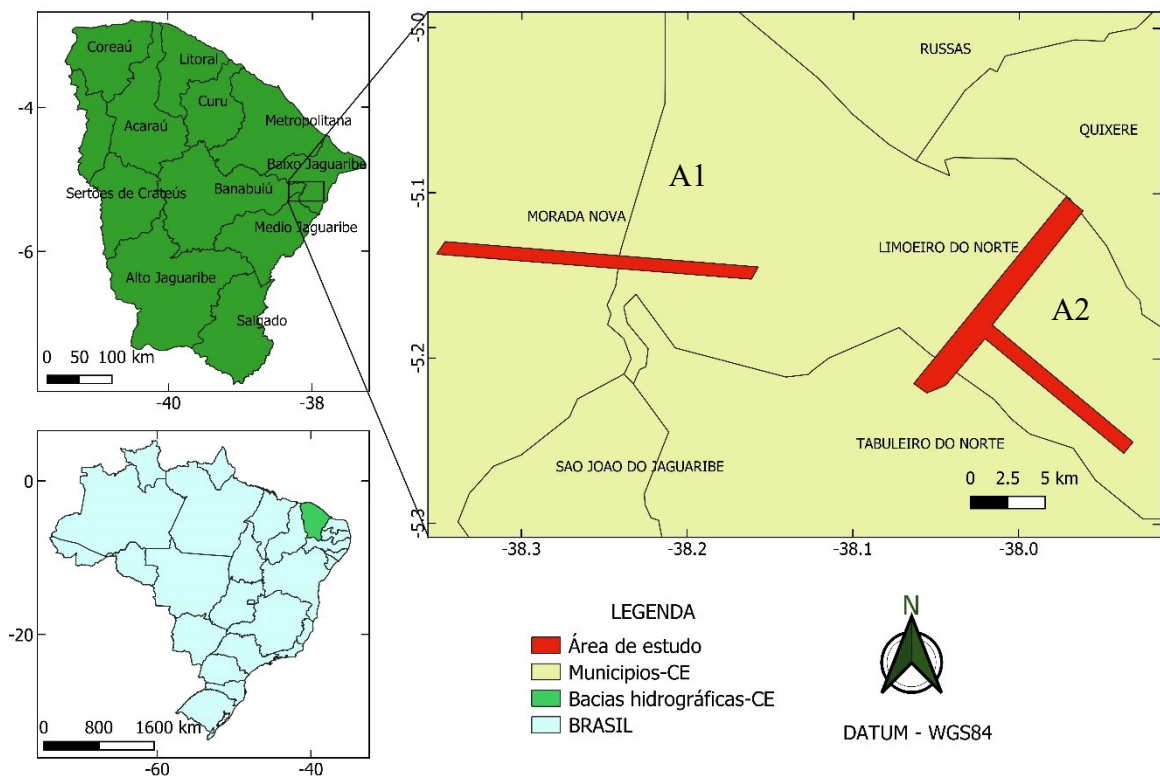 Coreaú
Litoral
Curu
Acaraú
Metropolitana
Baixo Jaguaribe
Sertões de Crateús
Banabuiú
Medio Jaguaribe
Alto Jaguaribe
Salgado
0 50 100 km
-4
-6
-40
-38
0
-20
-60
-40
0 800 1600 km
-5.0
-5.1
-5.2
-5.3
-38.3
-38.2
-38.1
-38.0
RUSSAS
QUIXERE
A1
MORADA NOVA
LIMOEIRO DO NORTE
A2
TABULEIRO DO NORTE
SAO JOAO DO JAGUARIBE
0 2.5 5 km
LEGENDA
Área de estudo
Municipios-CE
Bacias hidrográficas-CE
BRASIL
N
DATUM - WGS84